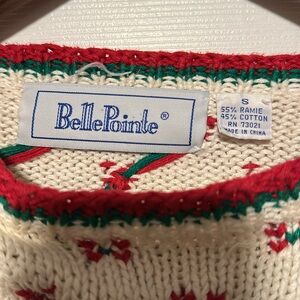 BellePointe®
S
55% RAMIE
45% COTTON
RN 73021
MADE IN CHINA